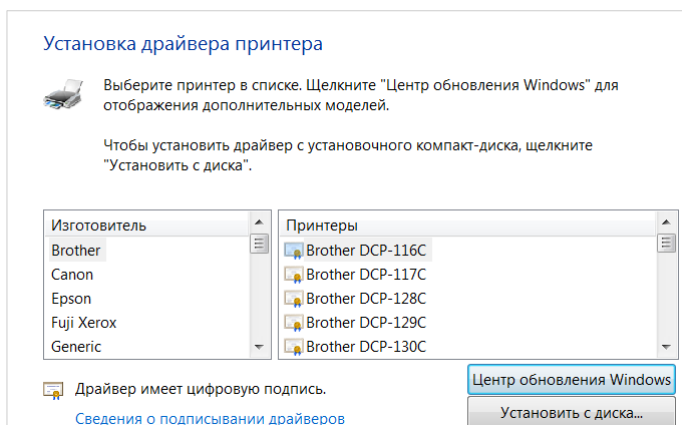 Установка драйвера принтера
Выберите принтер в списке. Щелкните "Центр обновления Windows" для
отображения дополнительных моделей.
Чтобы установить драйвер с установочного компакт-диска, щелкните
"Установить с диска".
Изготовитель
Brother
Canon
Epson
Fuji Xerox
Generic
Принтеры
Brother DCP-116C
Brother DCP-117C
Brother DCP-128C
Brother DCP-129C
Brother DCP-130C
Драйвер имеет цифровую подпись.
Сведения о подписывании драйверов
Центр обновления Windows
Установить с диска...